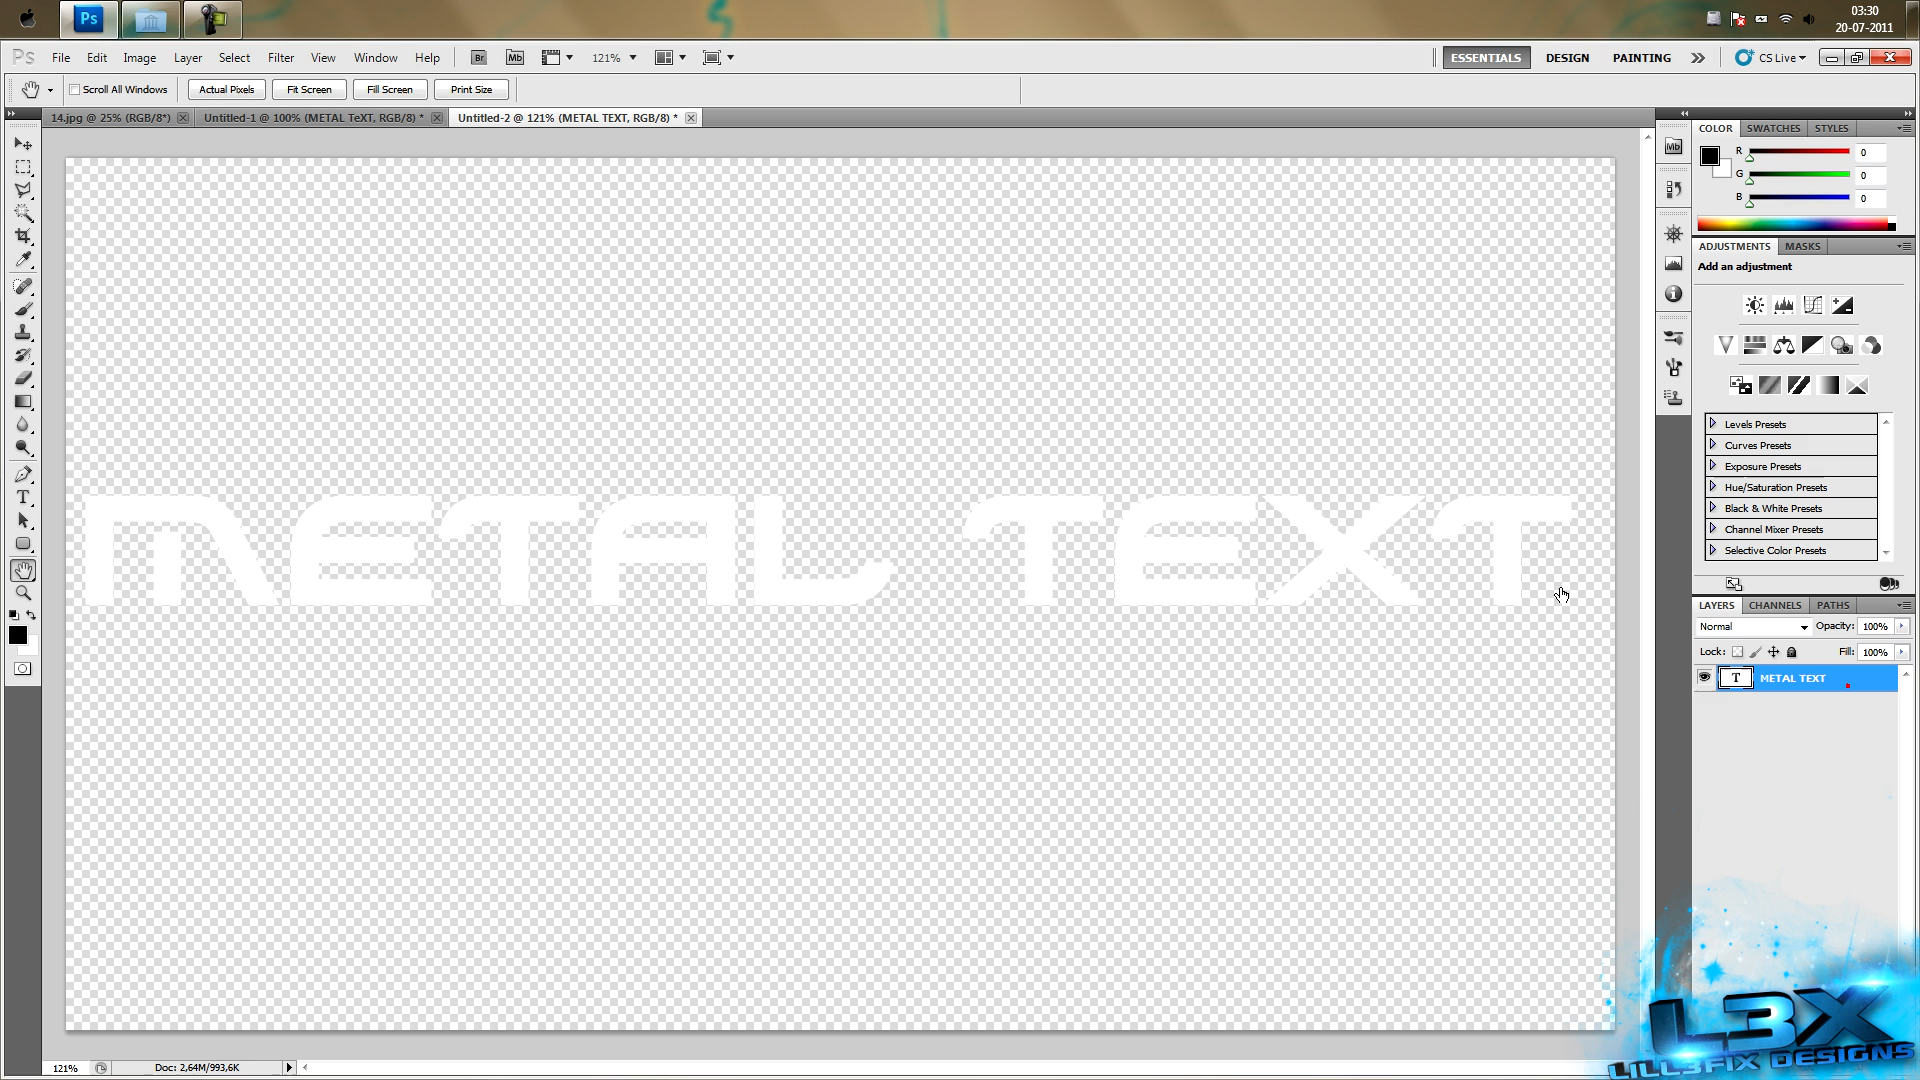 03:30
20-07-2011
Ps
Ps File Edit Image Layer Select Filter View Window Help Br Mb 121% ESSENTIALS DESIGN PAINTING CS Live
Scroll All Windows Actual Pixels Fit Screen Fill Screen Print Size
14.jpg @ 25% (RGB/8*) Untitled-1 @ 100% (METAL TeXT, RGB/8) * Untitled-2 @ 121% (METAL TEXT, RGB/8) *
COLOR SWATCHES STYLES
Mb
R 0
G 0
B 0
ADJUSTMENTS MASKS
Add an adjustment
Levels Presets
Curves Presets
Exposure Presets
Hue/Saturation Presets
Black & White Presets
Channel Mixer Presets
Selective Color Presets
METAL TEXT
LAYERS CHANNELS PATHS
Normal Opacity: 100%
Lock: Fill: 100%
T METAL TEXT
L3X
LILL3FIX DESIGNS
121% Doc: 2,64M/993,6K